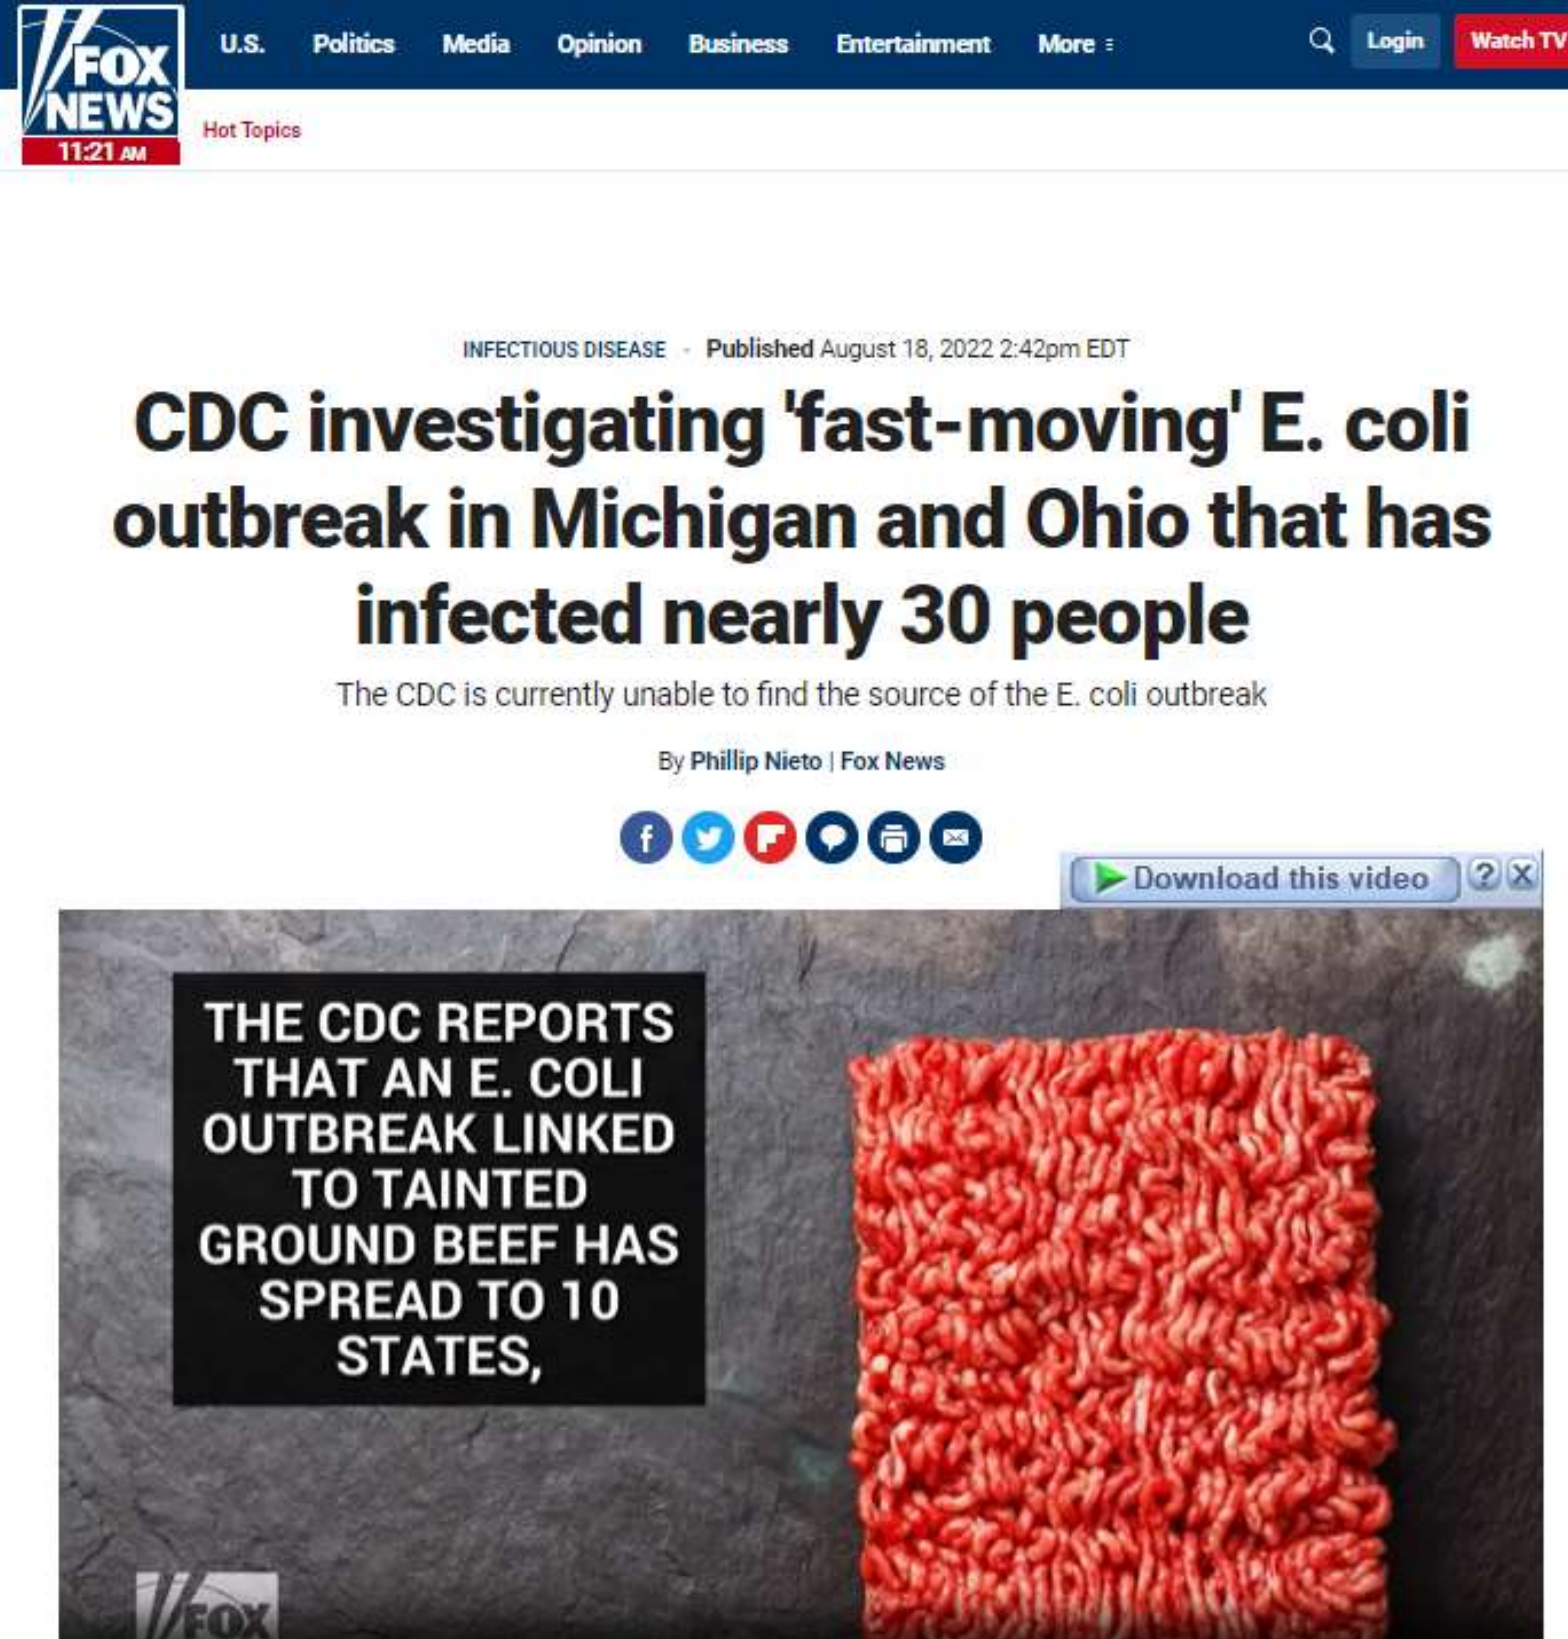 FOX
NEWS
11:21 AM
U.S. Politics Media Opinion Business Entertainment More Login Watch TV
Hot Topics
INFECTIOUS DISEASE - Published August 18, 2022 2:42pm EDT
CDC investigating 'fast-moving' E. coli
outbreak in Michigan and Ohio that has
infected nearly 30 people
The CDC is currently unable to find the source of the E. coli outbreak
By Phillip Nieto | Fox News
Download this video ? X
THE CDC REPORTS
THAT AN E. COLI
OUTBREAK LINKED
TO TAINTED
GROUND BEEF HAS
SPREAD TO 10
STATES,
FOX